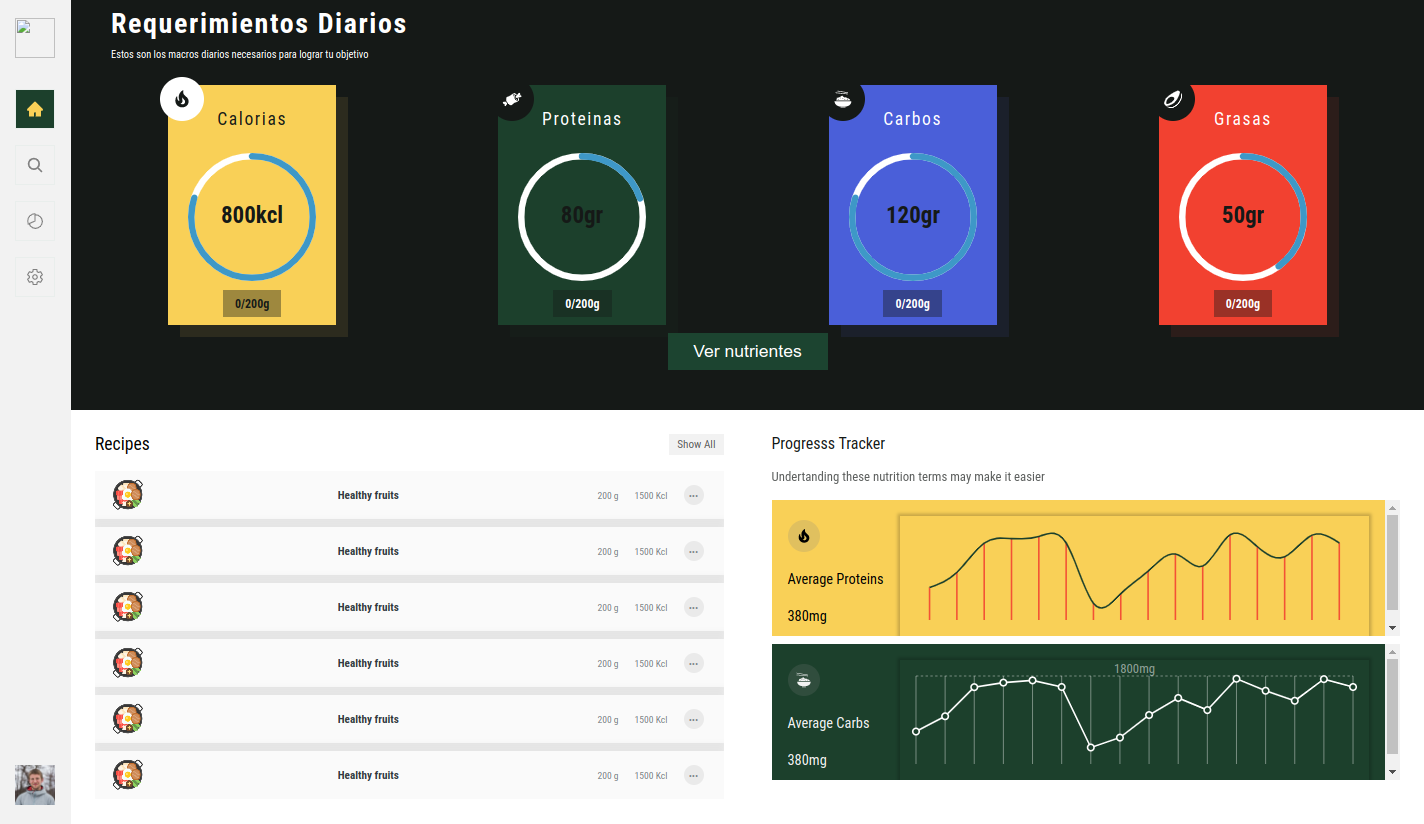 Requerimientos Diarios
Estos son los macros diarios necesarios para lograr tu objetivo
Calorias
800kcl
0/200g
Proteinas
80gr
0/200g
Carbos
120gr
0/200g
Grasas
50gr
0/200g
Ver nutrientes
Recipes
Show All
Healthy fruits 200 g 1500 Kcl
Healthy fruits 200 g 1500 Kcl
Healthy fruits 200 g 1500 Kcl
Healthy fruits 200 g 1500 Kcl
Healthy fruits 200 g 1500 Kcl
Healthy fruits 200 g 1500 Kcl
Progresss Tracker
Undertanding these nutrition terms may make it easier
Average Proteins
380mg
1800mg
Average Carbs
380mg